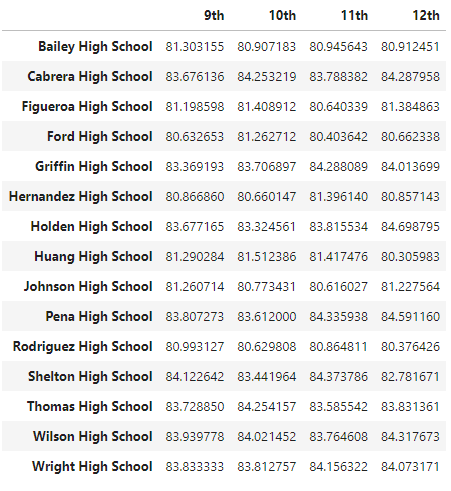 9th 10th 11th 12th
Bailey High School 81.303155 80.907183 80.945643 80.912451
Cabrera High School 83.676136 84.253219 83.788382 84.287958
Figueroa High School 81.198598 81.408912 80.640339 81.384863
Ford High School 80.632653 81.262712 80.403642 80.662338
Griffin High School 83.369193 83.706897 84.288089 84.013699
Hernandez High School 80.866860 80.660147 81.396140 80.857143
Holden High School 83.677165 83.324561 83.815534 84.698795
Huang High School 81.290284 81.512386 81.417476 80.305983
Johnson High School 81.260714 80.773431 80.616027 81.227564
Pena High School 83.807273 83.612000 84.335938 84.591160
Rodriguez High School 80.993127 80.629808 80.864811 80.376426
Shelton High School 84.122642 83.441964 84.373786 82.781671
Thomas High School 83.728850 84.254157 83.585542 83.831361
Wilson High School 83.939778 84.021452 83.764608 84.317673
Wright High School 83.833333 83.812757 84.156322 84.073171